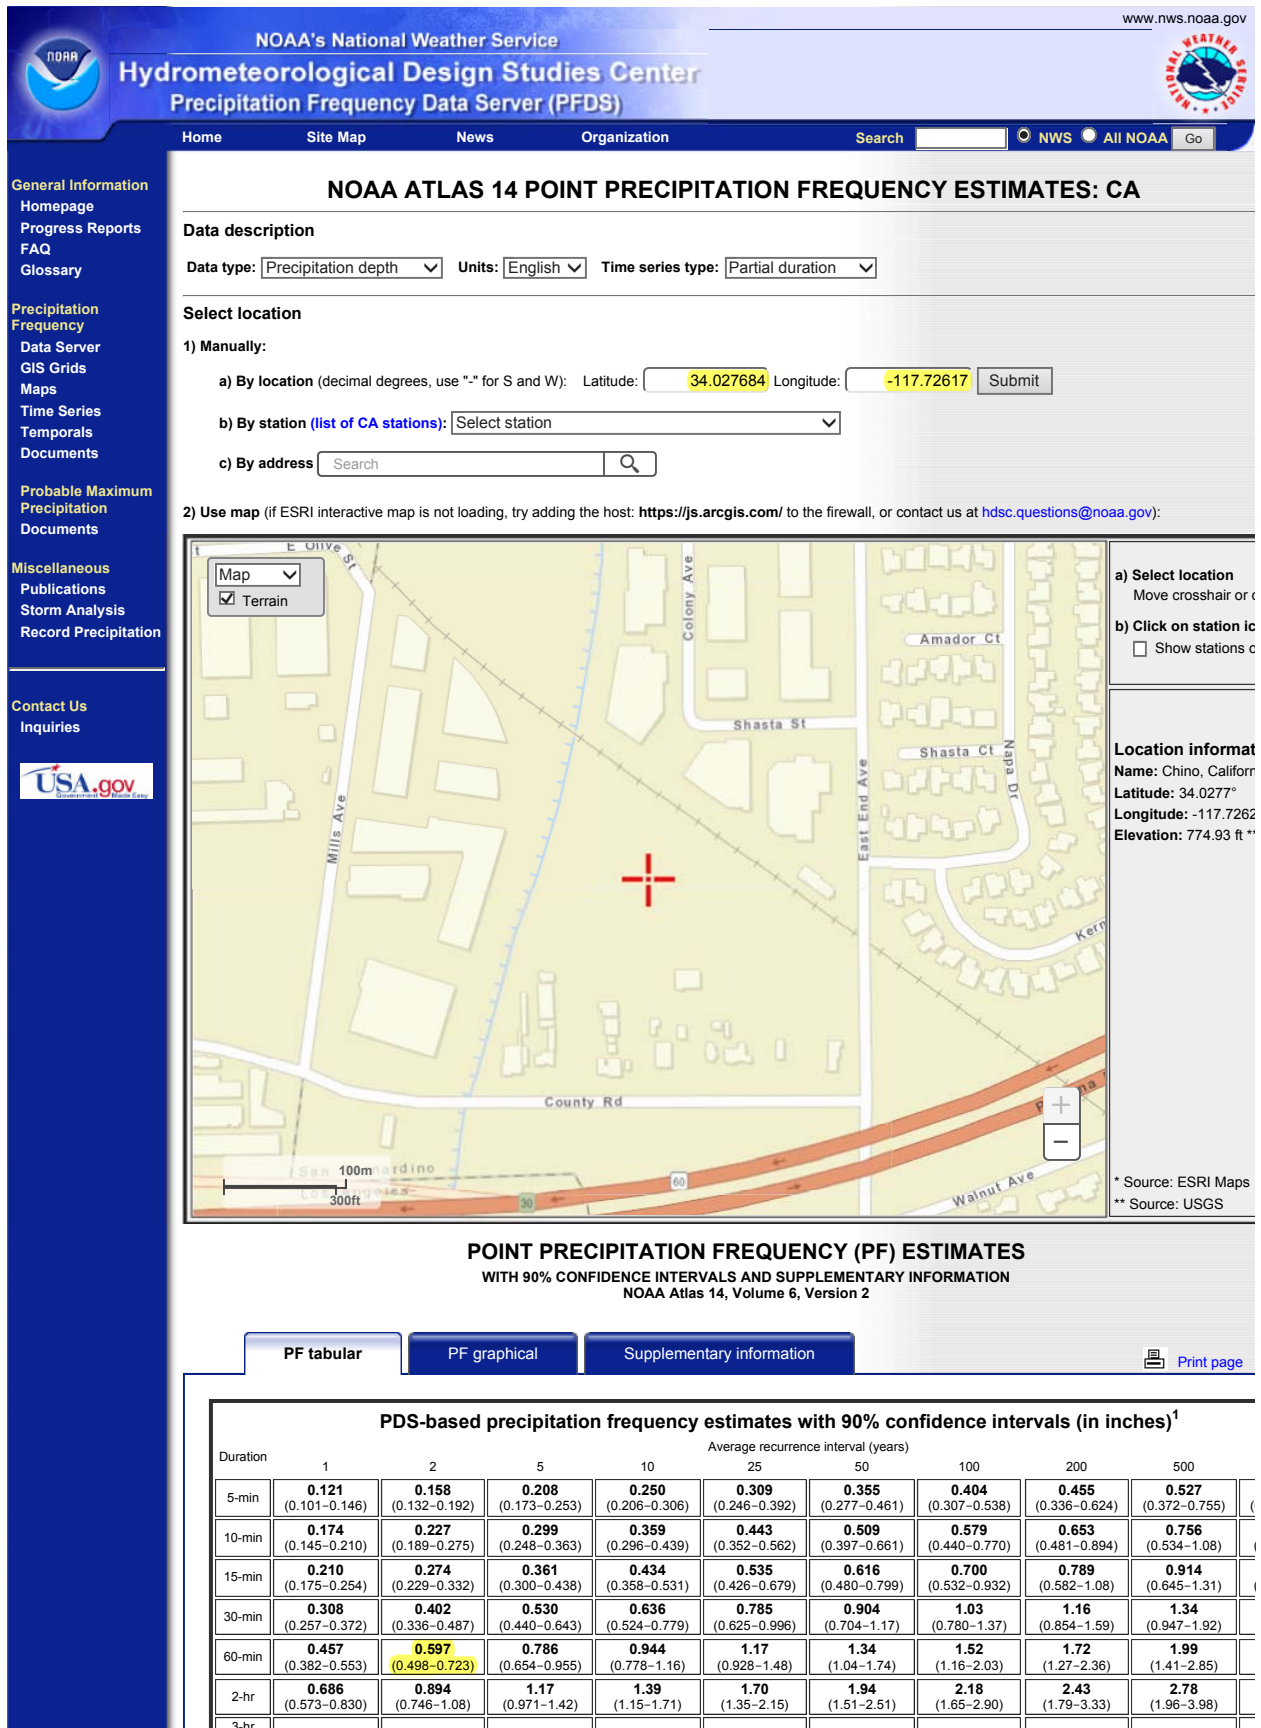 www.nws.noaa.gov
NOAA
NOAA's National Weather Service
Hydrometeorological Design Studies Center
Precipitation Frequency Data Server (PFDS)
NATIONAL WEATHER SERVICE
Home Site Map News Organization Search NWS All NOAA Go
General Information
Homepage
Progress Reports
FAQ
Glossary
Precipitation
Frequency
Data Server
GIS Grids
Maps
Time Series
Temporals
Documents
Probable Maximum
Precipitation
Documents
Miscellaneous
Publications
Storm Analysis
Record Precipitation
Contact Us
Inquiries
USA.gov
Government Made Easy
NOAA ATLAS 14 POINT PRECIPITATION FREQUENCY ESTIMATES: CA
Data description
Data type: Precipitation depth Units: English Time series type: Partial duration
Select location
1) Manually:
a) By location (decimal degrees, use "-" for S and W): Latitude: 34.027684 Longitude: -117.72617 Submit
b) By station (list of CA stations): Select station
c) By address Search
2) Use map (if ESRI interactive map is not loading, try adding the host: https://js.arcgis.com/ to the firewall, or contact us at hdsc.questions@noaa.gov):
Map
Terrain
E Olive St
Colony Ave
Amador Ct
Shasta St
Shasta Ct
Napa Dr
Mills Ave
East End Ave
Kern
County Rd
San Bernardino
Los Angeles
100m
300ft
60
30
Walnut Ave
+
−
a) Select location
Move crosshair or
b) Click on station ic
Show stations o
Location informat
Name: Chino, Californ
Latitude: 34.0277°
Longitude: -117.7262
Elevation: 774.93 ft **
* Source: ESRI Maps
** Source: USGS
POINT PRECIPITATION FREQUENCY (PF) ESTIMATES
WITH 90% CONFIDENCE INTERVALS AND SUPPLEMENTARY INFORMATION
NOAA Atlas 14, Volume 6, Version 2
PF tabular PF graphical Supplementary information Print page
PDS-based precipitation frequency estimates with 90% confidence intervals (in inches)1
Duration Average recurrence interval (years)
1 2 5 10 25 50 100 200 500
5-min 0.121 0.158 0.208 0.250 0.309 0.355 0.404 0.455 0.527
(0.101−0.146) (0.132−0.192) (0.173−0.253) (0.206−0.306) (0.246−0.392) (0.277−0.461) (0.307−0.538) (0.336−0.624) (0.372−0.755)
10-min 0.174 0.227 0.299 0.359 0.443 0.509 0.579 0.653 0.756
(0.145−0.210) (0.189−0.275) (0.248−0.363) (0.296−0.439) (0.352−0.562) (0.397−0.661) (0.440−0.770) (0.481−0.894) (0.534−1.08)
15-min 0.210 0.274 0.361 0.434 0.535 0.616 0.700 0.789 0.914
(0.175−0.254) (0.229−0.332) (0.300−0.438) (0.358−0.531) (0.426−0.679) (0.480−0.799) (0.532−0.932) (0.582−1.08) (0.645−1.31)
30-min 0.308 0.402 0.530 0.636 0.785 0.904 1.03 1.16 1.34
(0.257−0.372) (0.336−0.487) (0.440−0.643) (0.524−0.779) (0.625−0.996) (0.704−1.17) (0.780−1.37) (0.854−1.59) (0.947−1.92)
60-min 0.457 0.597 0.786 0.944 1.17 1.34 1.52 1.72 1.99
(0.382−0.553) (0.498−0.723) (0.654−0.955) (0.778−1.16) (0.928−1.48) (1.04−1.74) (1.16−2.03) (1.27−2.36) (1.41−2.85)
2-hr 0.686 0.894 1.17 1.39 1.70 1.94 2.18 2.43 2.78
(0.573−0.830) (0.746−1.08) (0.971−1.42) (1.15−1.71) (1.35−2.15) (1.51−2.51) (1.65−2.90) (1.79−3.33) (1.96−3.98)
3-hr